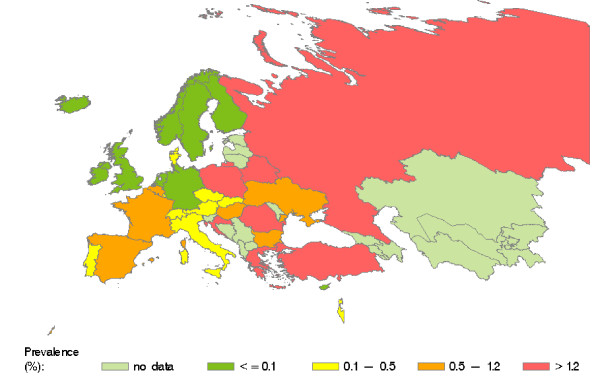 Prevalence
(%): no data <= 0.1 0.1 – 0.5 0.5 – 1.2 > 1.2